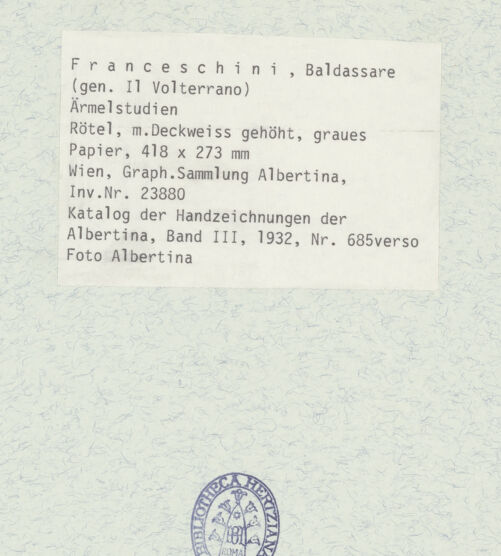 F r a n c e s c h i n i , Baldassare
(gen. Il Volterrano)
Ärmelstudien
Rötel, m.Deckweiss gehöht, graues
Papier, 418 x 273 mm
Wien, Graph.Sammlung Albertina,
Inv.Nr. 23880
Katalog der Handzeichnungen der
Albertina, Band III, 1932, Nr. 685verso
Foto Albertina
BIBLIOTHECA HERTZIANA
ROMA